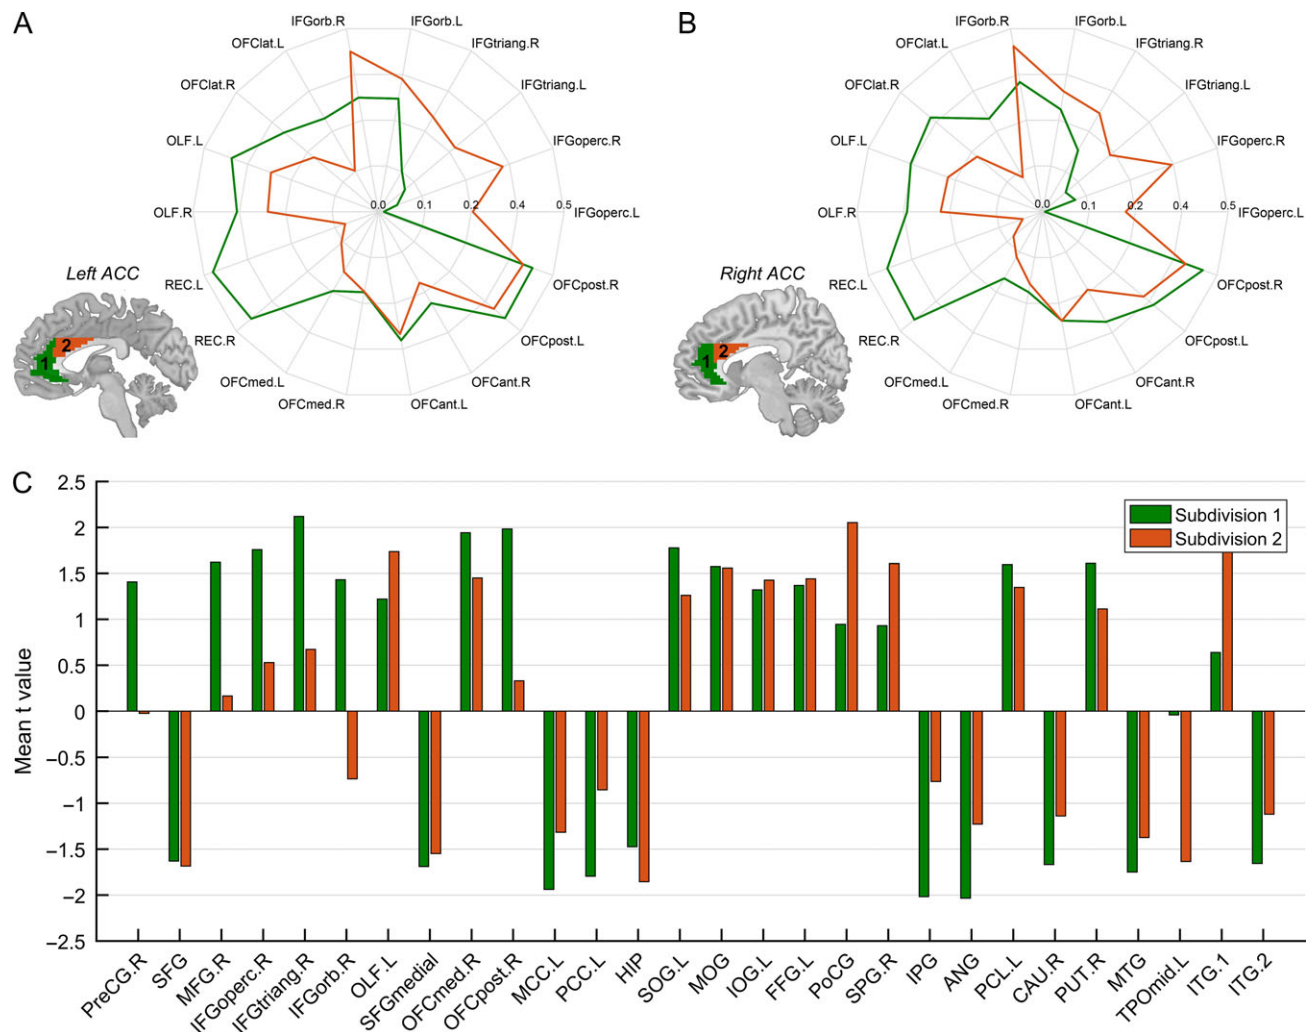 A
IFGorb.R
IFGorb.L
OFClat.L
IFGtriang.R
OFClat.R
IFGtriang.L
OLF.L
IFGoperc.R
OLF.R
0.0
0.1
0.2
0.4
0.5
IFGoperc.L
REC.L
OFCpost.R
REC.R
OFCpost.L
OFCmed.L
OFCant.R
OFCmed.R
OFCant.L
Left ACC
1
2
B
IFGorb.R
IFGorb.L
OFClat.L
IFGtriang.R
OFClat.R
IFGtriang.L
OLF.L
IFGoperc.R
OLF.R
0.0
0.1
0.2
0.4
0.5
IFGoperc.L
REC.L
OFCpost.R
REC.R
OFCpost.L
OFCmed.L
OFCant.R
OFCmed.R
OFCant.L
Right ACC
1
2
C
Mean t value
2.5
2
1.5
1
0.5
0
−0.5
−1
−1.5
−2
−2.5
Subdivision 1
Subdivision 2
PreCG.R
SFG
MFG.R
IFGoperc.R
IFGtriang.R
IFGorb.R
OLF.L
SFGmedial
OFCmed.R
OFCpost.R
MCC.L
PCC.L
HIP
SOG.L
MOG
IOG.L
FFG.L
PoCG
SPG.R
IPG
ANG
PCL.L
CAU.R
PUT.R
MTG
TPOmid.L
ITG.1
ITG.2